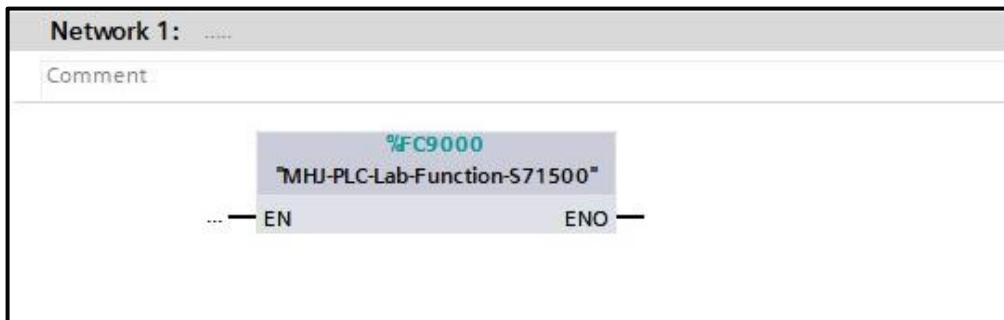 Network 1: .....
Comment
%FC9000
"MHJ-PLC-Lab-Function-S71500"
... EN ENO